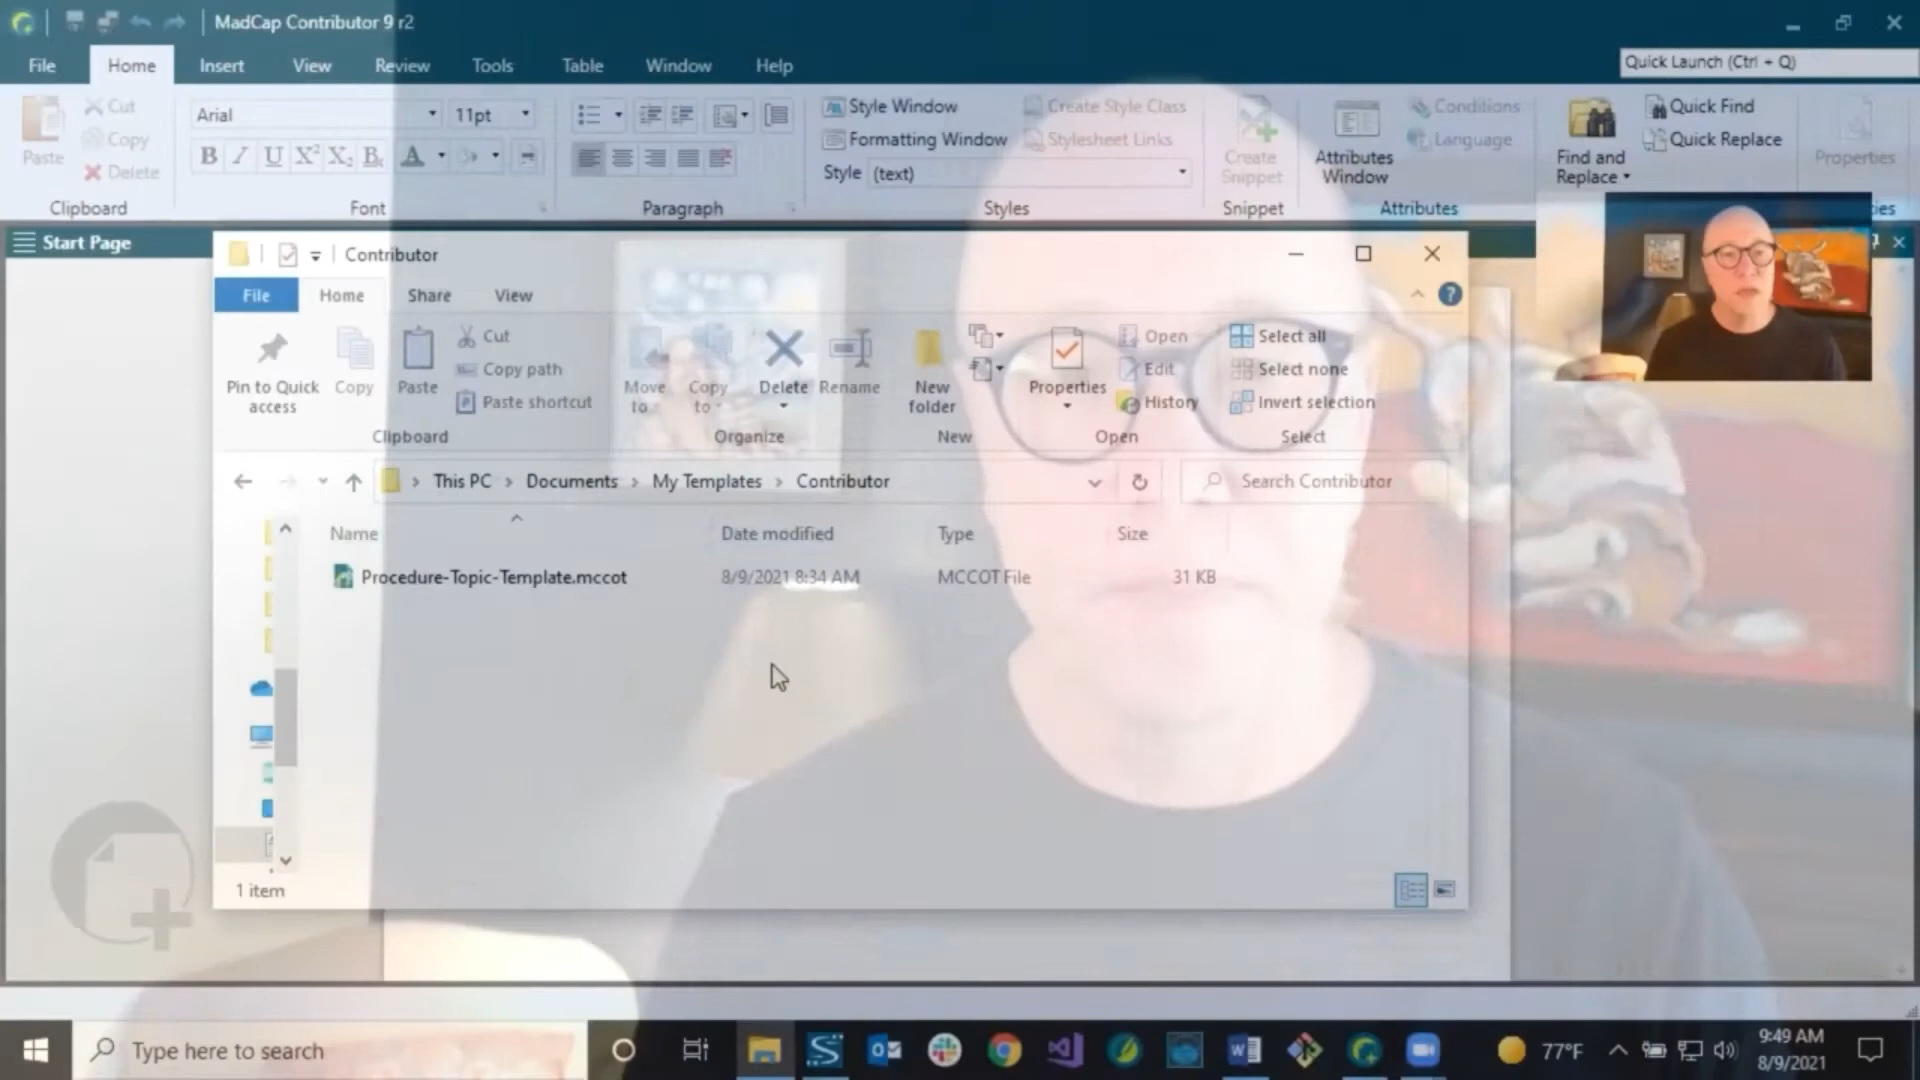 MadCap Contributor 9 r2
File Home Insert View Review Tools Table Window Help
Quick Launch (Ctrl + Q)
Paste
Cut
Copy
Delete
Clipboard
Arial 11pt
B I U X² X₂ B
A
Font
Paragraph
Style Window
Formatting Window
Style (text)
Create Style Class
Stylesheet Links
Styles
Create
Snippet
Snippet
Attributes
Window
Conditions
Language
Attributes
Find and
Replace
Quick Find
Quick Replace
Properties
ies
Start Page
Contributor
File Home Share View
Pin to Quick
access
Copy
Paste
Cut
Copy path
Paste shortcut
Clipboard
Move
to
Copy
to
Delete
Rename
Organize
New
folder
New
Properties
Open
Edit
History
Open
Select all
Select none
Invert selection
Select
This PC > Documents > My Templates > Contributor
Search Contributor
Name Date modified Type Size
Procedure-Topic-Template.mccot 8/9/2021 8:34 AM MCCOT File 31 KB
1 item
Type here to search
77°F
9:49 AM
8/9/2021